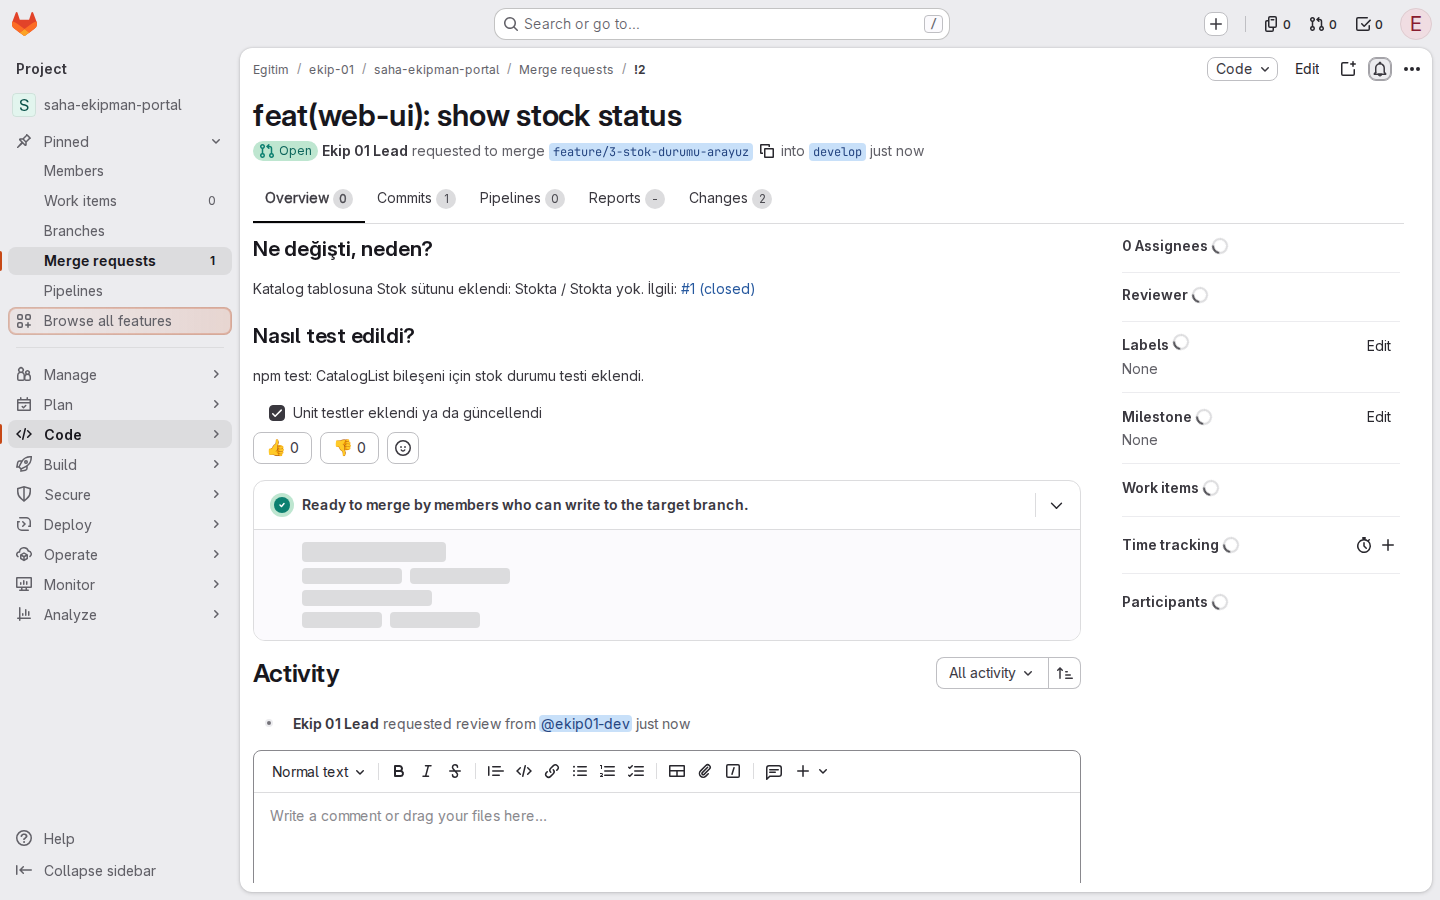 Search or go to...
/
0
0
0
E
Project
S
saha-ekipman-portal
Pinned
Members
Work items
0
Branches
Merge requests
1
Pipelines
Browse all features
Manage
Plan
Code
Build
Secure
Deploy
Operate
Monitor
Analyze
Help
Collapse sidebar
Egitim / ekip-01 / saha-ekipman-portal / Merge requests / !2
Code
Edit
feat(web-ui): show stock status
Open Ekip 01 Lead requested to merge feature/3-stok-durumu-arayuz into develop just now
Overview 0
Commits 1
Pipelines 0
Reports -
Changes 2
Ne değişti, neden?
Katalog tablosuna Stok sütunu eklendi: Stokta / Stokta yok. İlgili: #1 (closed)
Nasıl test edildi?
npm test: CatalogList bileşeni için stok durumu testi eklendi.
Unit testler eklendi ya da güncellendi
👍 0
👎 0
Ready to merge by members who can write to the target branch.
Activity
All activity
Ekip 01 Lead requested review from @ekip01-dev just now
Normal text
Write a comment or drag your files here...
0 Assignees
Reviewer
Labels
Edit
None
Milestone
Edit
None
Work items
Time tracking
Participants